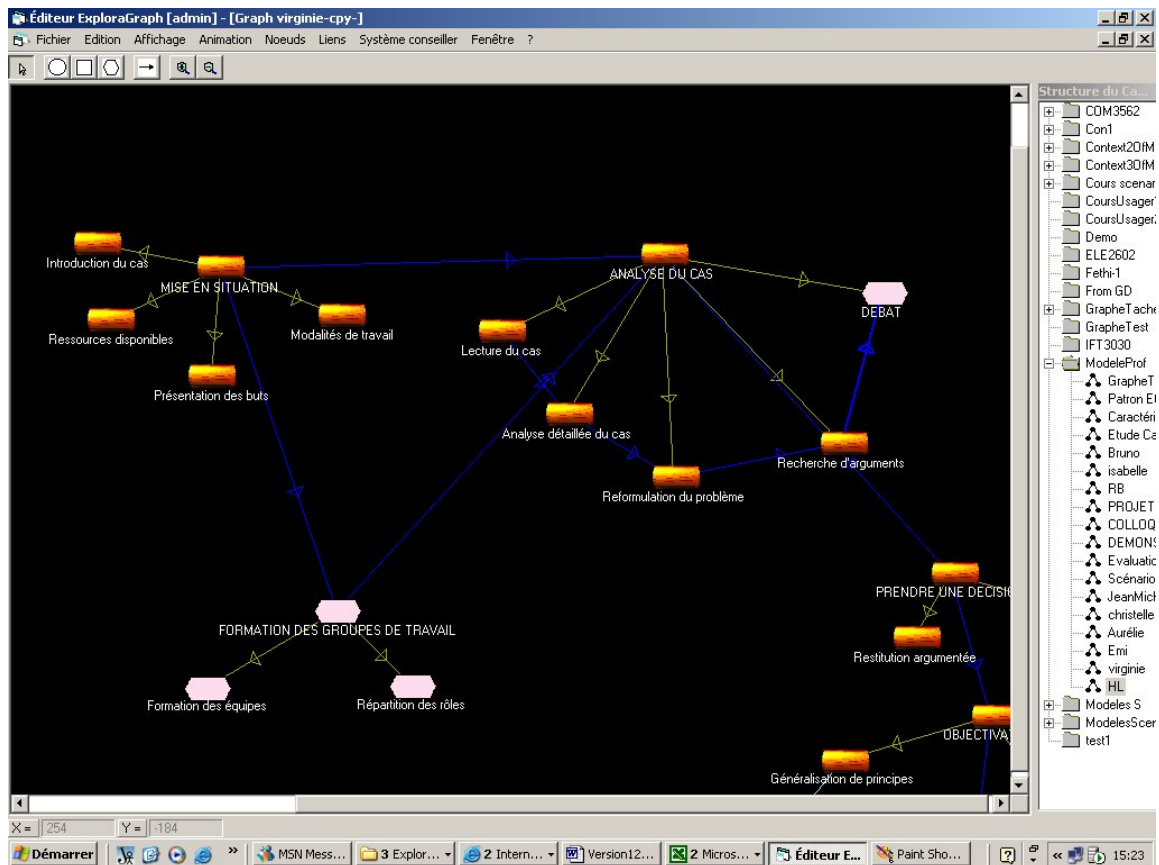 Éditeur ExploraGraph [admin] - [Graph virginie-cpy-]
Fichier Edition Affichage Animation Noeuds Liens Système conseiller Fenêtre ?
Introduction du cas
MISE EN SITUATION
Ressources disponibles
Modalités de travail
Présentation des buts
ANALYSE DU CAS
DEBAT
Lecture du cas
Analyse détaillée du cas
Recherche d'arguments
Reformulation du problème
PRENDRE UNE DECISI
FORMATION DES GROUPES DE TRAVAIL
Restitution argumentée
Formation des équipes
Répartition des rôles
OBJECTIVAT
Généralisation de principes
Structure du Ca...
COM3562
Con1
Context2OfM
Context3OfM
Cours scenar
CoursUsager
CoursUsager
Demo
ELE2602
Fethi-1
From GD
GrapheTache
GrapheTest
IFT3030
ModeleProf
GrapheT
Patron E
Caractéri
Etude Ca
Bruno
isabelle
RB
PROJET
COLLOQ
DEMONS
Evaluatio
Scénario
JeanMich
christelle
Aurélie
Emi
virginie
HL
Modeles S
ModelesScen
test1
X = 254 Y = -184
Démarrer » MSN Mess... 3 Explor... 2 Intern... Version12... 2 Micros... Éditeur E... Paint Sho... « 15:23